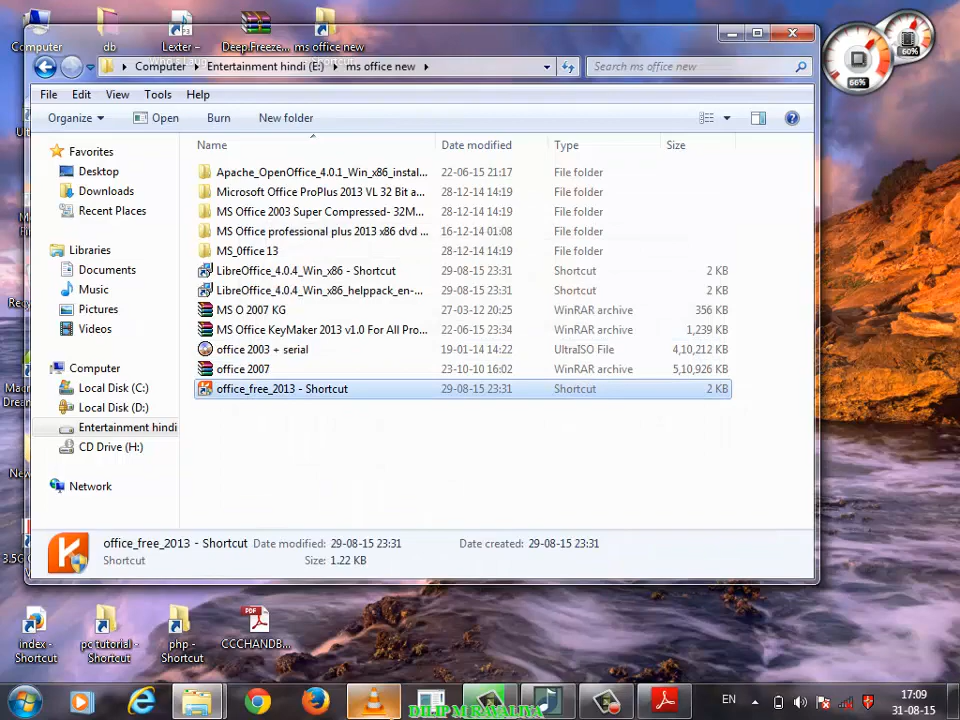 Computer
db
Lexter –
DeepFreeze...
ms office new
66%
60%
Computer
Entertainment hindi (E:)
ms office new
Search ms office new
File
Edit
View
Tools
Help
Organize
Open
Burn
New folder
Name
Date modified
Type
Size
Favorites
Desktop
Downloads
Recent Places
Libraries
Documents
Music
Pictures
Videos
Computer
Local Disk (C:)
Local Disk (D:)
Entertainment hindi
CD Drive (H:)
Network
Apache_OpenOffice_4.0.1_Win_x86_instal... 22-06-15 21:17 File folder
Microsoft Office ProPlus 2013 VL 32 Bit a... 28-12-14 14:19 File folder
MS Office 2003 Super Compressed- 32M... 28-12-14 14:19 File folder
MS Office professional plus 2013 x86 dvd ... 16-12-14 01:08 File folder
MS_Office 13 28-12-14 14:19 File folder
LibreOffice_4.0.4_Win_x86 - Shortcut 29-08-15 23:31 Shortcut 2 KB
LibreOffice_4.0.4_Win_x86_helppack_en-... 29-08-15 23:31 Shortcut 2 KB
MS O 2007 KG 27-03-12 20:25 WinRAR archive 356 KB
MS Office KeyMaker 2013 v1.0 For All Pro... 22-06-15 23:34 WinRAR archive 1,239 KB
office 2003 + serial 19-01-14 14:22 UltraISO File 4,10,212 KB
office 2007 23-10-10 16:02 WinRAR archive 5,10,926 KB
office_free_2013 - Shortcut 29-08-15 23:31 Shortcut 2 KB
office_free_2013 - Shortcut Date modified: 29-08-15 23:31 Date created: 29-08-15 23:31
Shortcut Size: 1.22 KB
index -
Shortcut
pc tutorial -
Shortcut
php -
Shortcut
PDF
CCCHANDB...
EN
17:09
31-08-15